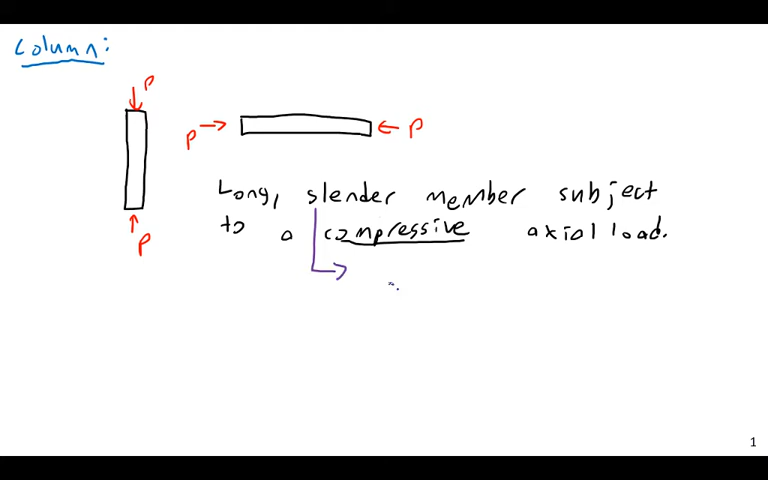 Column:
P
P → ← P
P
Long, slender member subject
to a compressive axial load.
1